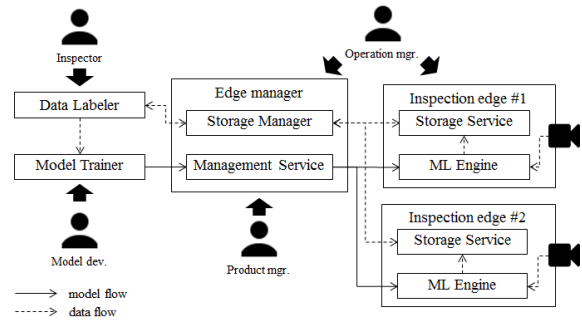 Inspector
Operation mgr.
Edge manager
Inspection edge #1
Data Labeler
Storage Manager
Storage Service
Model Trainer
Management Service
ML Engine
Inspection edge #2
Storage Service
Model dev.
Product mgr.
ML Engine
model flow
data flow